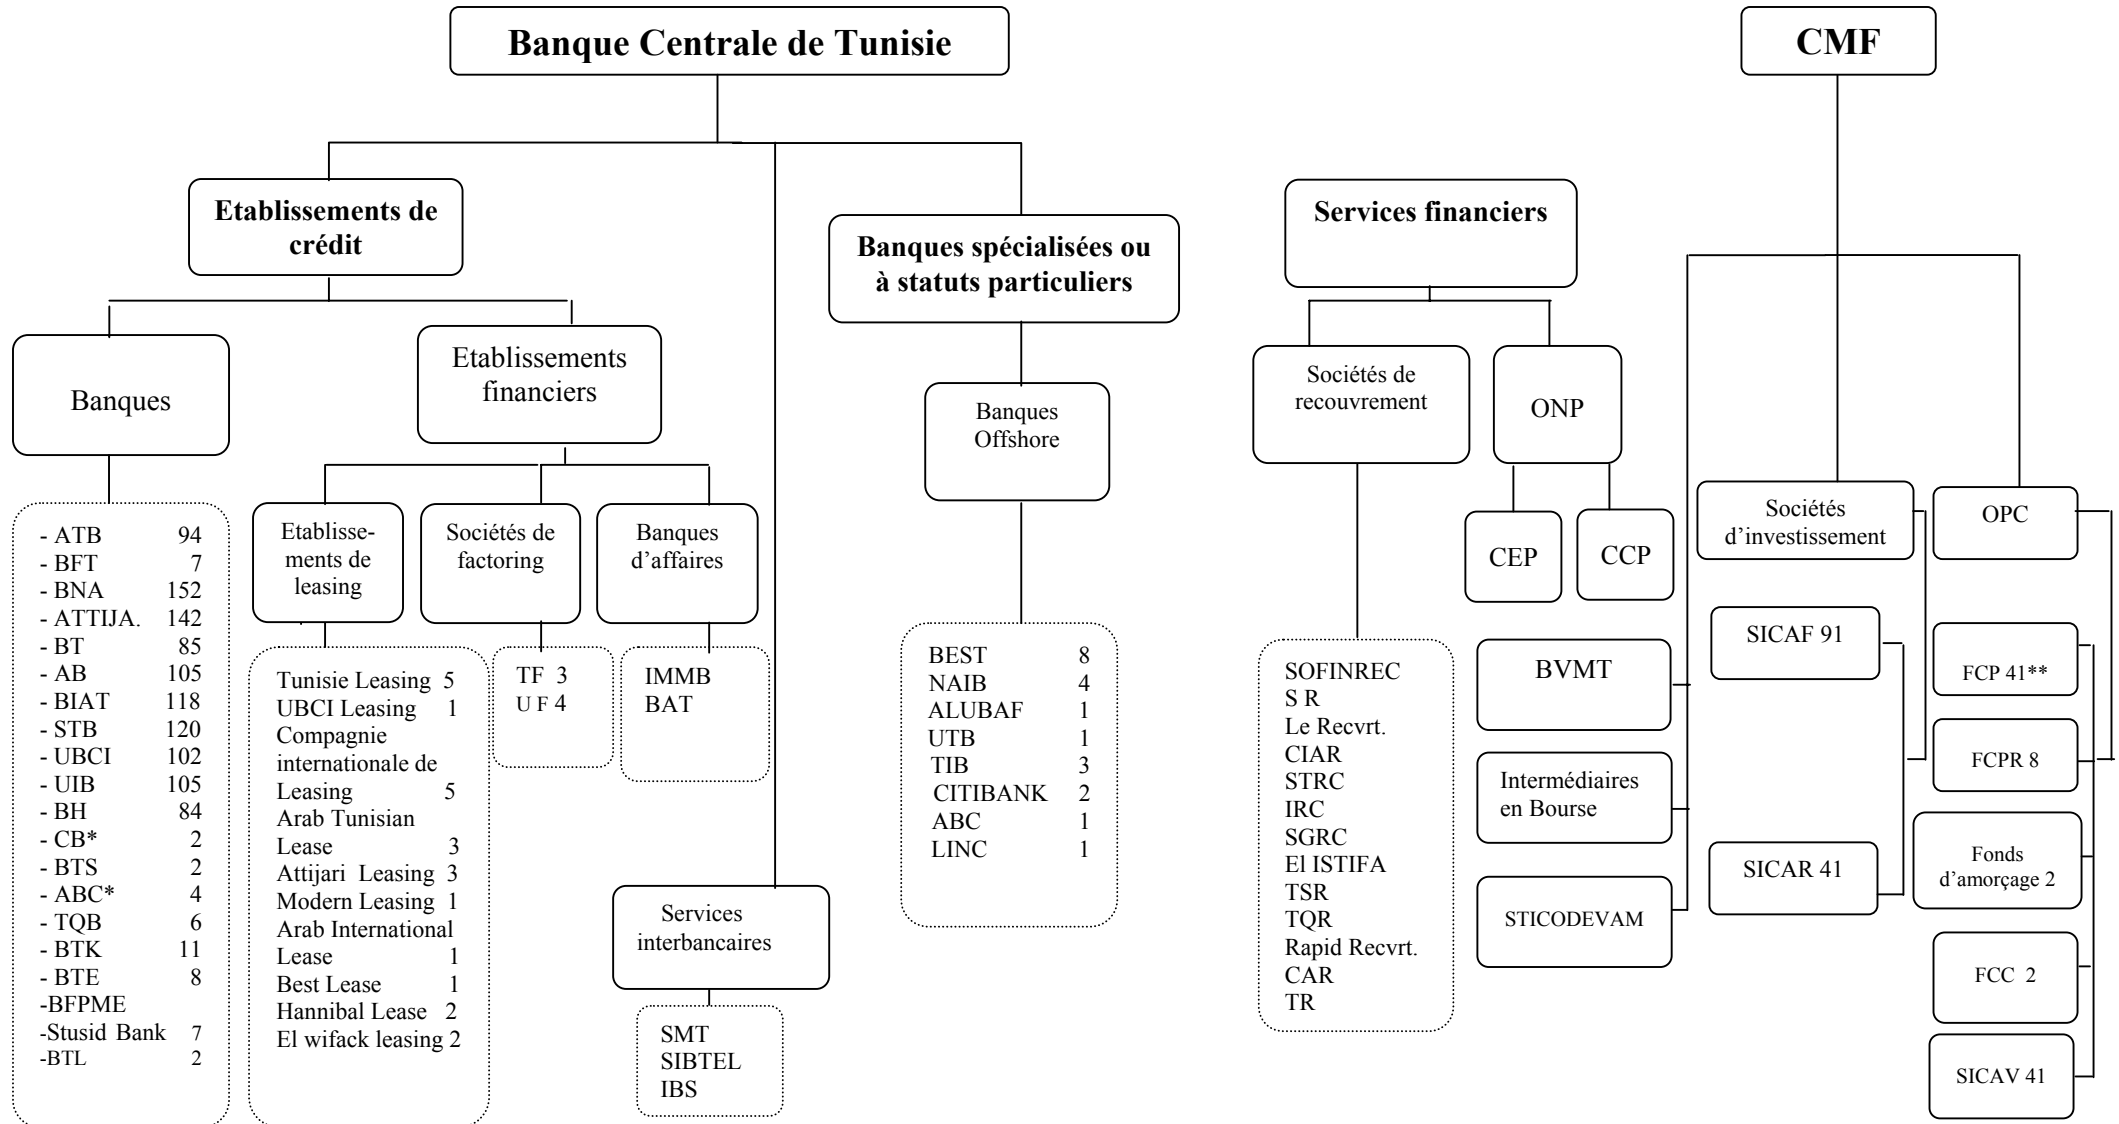 Banque Centrale de Tunisie
CMF
Etablissements de
crédit
Banques spécialisées ou
à statuts particuliers
Services financiers
Banques
Etablissements
financiers
Banques
Offshore
Sociétés de
recouvrement
ONP
CEP
CCP
Sociétés
d’investissement
OPC
Etablisse-
ments de
leasing
Sociétés de
factoring
Banques
d’affaires
- ATB 94
- BFT 7
- BNA 152
- ATTIJA. 142
- BT 85
- AB 105
- BIAT 118
- STB 120
- UBCI 102
- UIB 105
- BH 84
- CB* 2
- BTS 2
- ABC* 4
- TQB 6
- BTK 11
- BTE 8
-BFPME
-Stusid Bank 7
-BTL 2
Tunisie Leasing 5
UBCI Leasing 1
Compagnie
internationale de
Leasing 5
Arab Tunisian
Lease 3
Attijari Leasing 3
Modern Leasing 1
Arab International
Lease 1
Best Lease 1
Hannibal Lease 2
El wifack leasing 2
TF 3
U F 4
IMMB
BAT
Services
interbancaires
SMT
SIBTEL
IBS
BEST 8
NAIB 4
ALUBAF 1
UTB 1
TIB 3
CITIBANK 2
ABC 1
LINC 1
SOFINREC
S R
Le Recvrt.
CIAR
STRC
IRC
SGRC
El ISTIFA
TSR
TQR
Rapid Recvrt.
CAR
TR
BVMT
Intermédiaires
en Bourse
STICODEVAM
SICAF 91
SICAR 41
FCP 41**
FCPR 8
Fonds
d’amorçage 2
FCC 2
SICAV 41